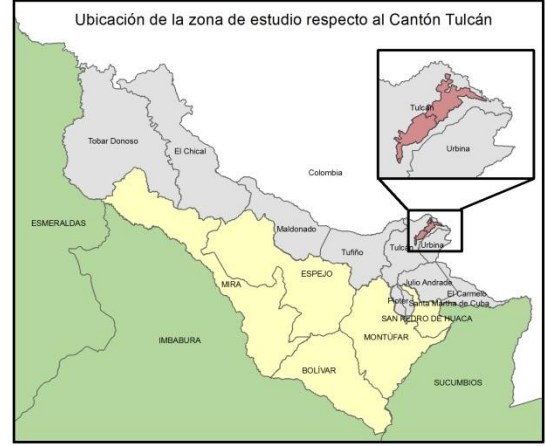 Ubicación de la zona de estudio respecto al Cantón Tulcán
Tulcán
Urbina
Tobar Donoso
El Chical
Colombia
ESMERALDAS
Maldonado
Tufiño
Tulcán
Urbina
ESPEJO
MIRA
Julio Andrade
El Carmelo
Pioter
Santa Martha de Cuba
SAN PEDRO DE HUACA
MONTÚFAR
IMBABURA
BOLÍVAR
SUCUMBIOS